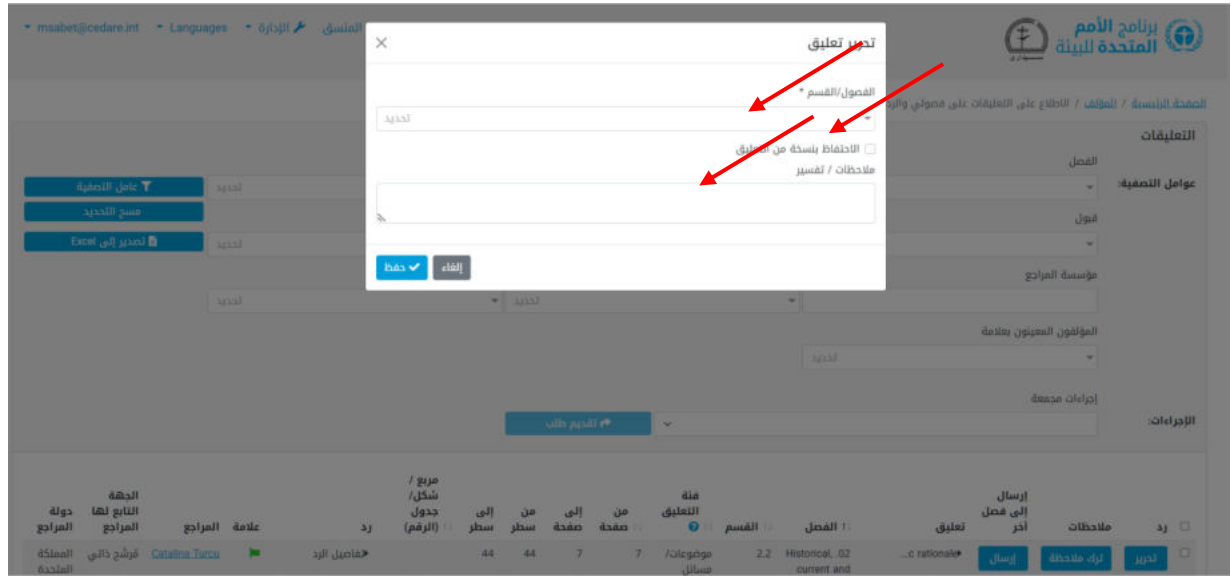 برنامج الأمم
المتحدة للبيئة
المنسق
الإدارة
Languages
msabet@cedare.int
الصفحة الرئيسية / المؤلف / الاطلاع على التعليقات على فصولي والرد
×
تحرير تعليق
الفصول/القسم *
تحديد
الاحتفاظ بنسخة من التعليق
ملاحظات / تفسير
إلغاء
حفظ
التعليقات
عوامل التصفية:
الفصل
تحديد
عامل التصفية
مسح التحديد
قبول
تحديد
تصدير إلى Excel
مؤسسة المراجع
تحديد
تحديد
المؤلفون المعينون بعلامة
تحديد
إجراءات مجمعة
الإجراءات:
تقديم طلب
رد
ملاحظات
إرسال إلى فصل آخر
تعليق
الفصل
القسم
فئة التعليق
من صفحة
إلى صفحة
من سطر
إلى سطر
مربع / شكل/ جدول (الرقم)
رد
علامة
المراجع
الجهة التابع لها المراجع
دولة المراجع
تحرير
ترك ملاحظة
إرسال
...c rationale
02. Historical, current and
2.2
موضوعات/ مسائل
7
7
44
44
تفاصيل الرد
Catalina Turcu
مُرشَح ذاتي
المملكة المتحدة